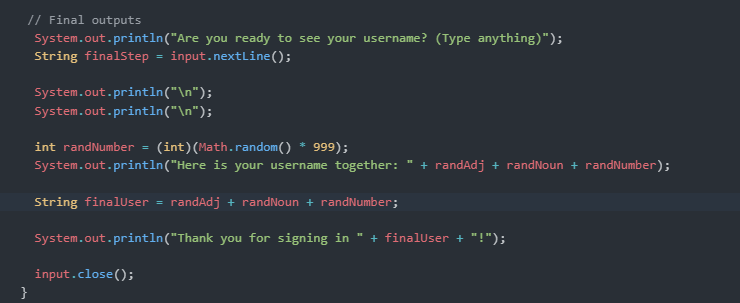 // Final outputs
System.out.println("Are you ready to see your username? (Type anything)");
String finalStep = input.nextLine();
System.out.println("\n");
System.out.println("\n");
int randNumber = (int)(Math.random() * 999);
System.out.println("Here is your username together: " + randAdj + randNoun + randNumber);
String finalUser = randAdj + randNoun + randNumber;
System.out.println("Thank you for signing in " + finalUser + "!");
input.close();
}